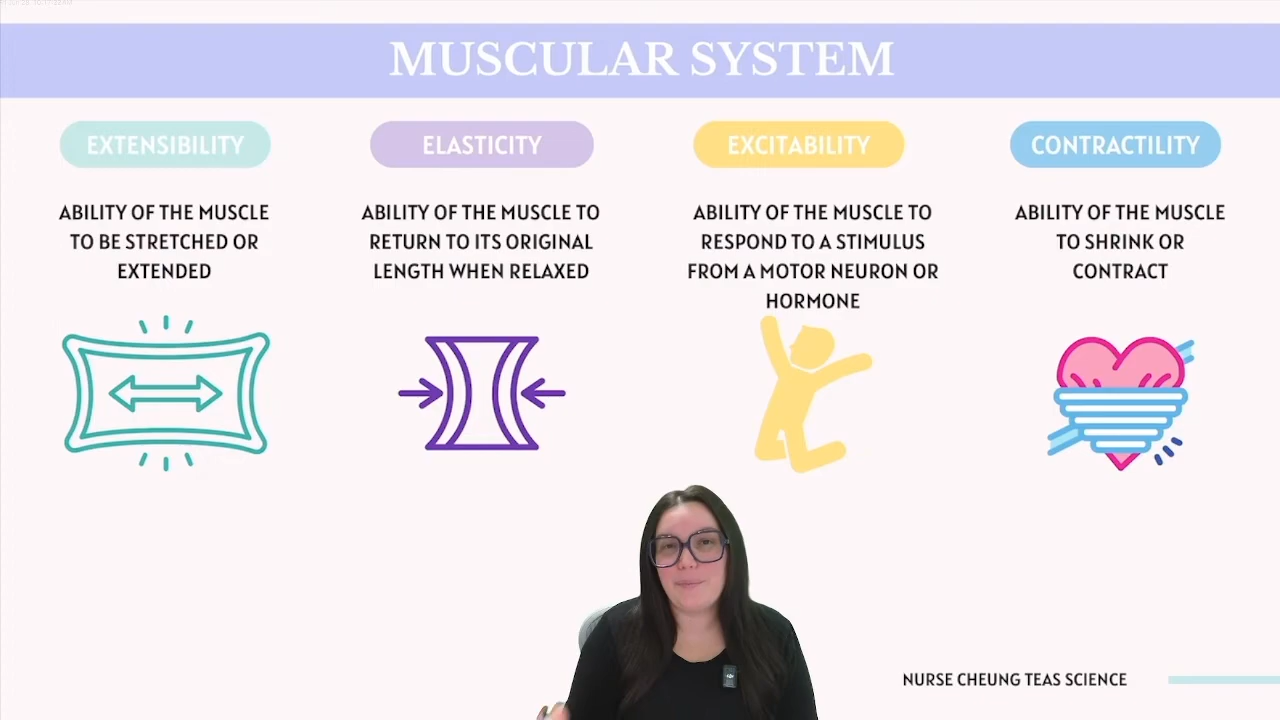 MUSCULAR SYSTEM
EXTENSIBILITY
ABILITY OF THE MUSCLE
TO BE STRETCHED OR
EXTENDED
ELASTICITY
ABILITY OF THE MUSCLE TO
RETURN TO ITS ORIGINAL
LENGTH WHEN RELAXED
EXCITABILITY
ABILITY OF THE MUSCLE TO
RESPOND TO A STIMULUS
FROM A MOTOR NEURON OR
HORMONE
CONTRACTILITY
ABILITY OF THE MUSCLE
TO SHRINK OR
CONTRACT
NURSE CHEUNG TEAS SCIENCE